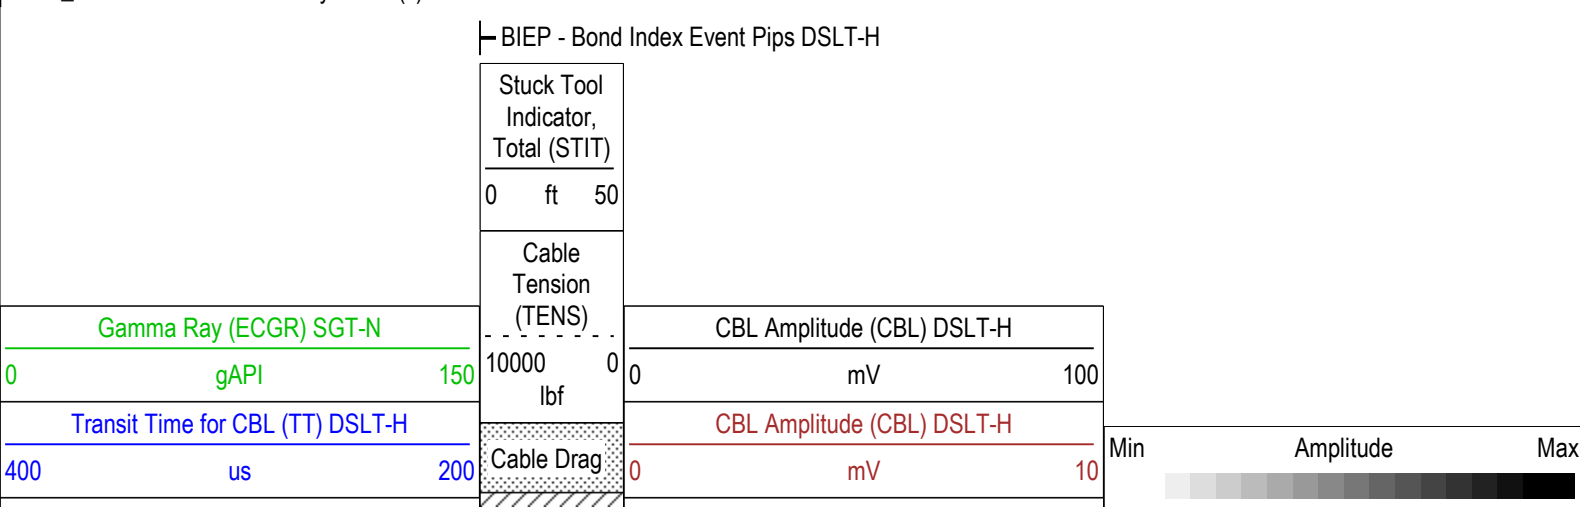 BIEP - Bond Index Event Pips DSLT-H
Stuck Tool
Indicator,
Total (STIT)
0 ft 50
Cable
Tension
(TENS)
10000 0
lbf
Cable Drag
Gamma Ray (ECGR) SGT-N
0 gAPI 150
Transit Time for CBL (TT) DSLT-H
400 us 200
CBL Amplitude (CBL) DSLT-H
0 mV 100
CBL Amplitude (CBL) DSLT-H
0 mV 10
Min Amplitude Max